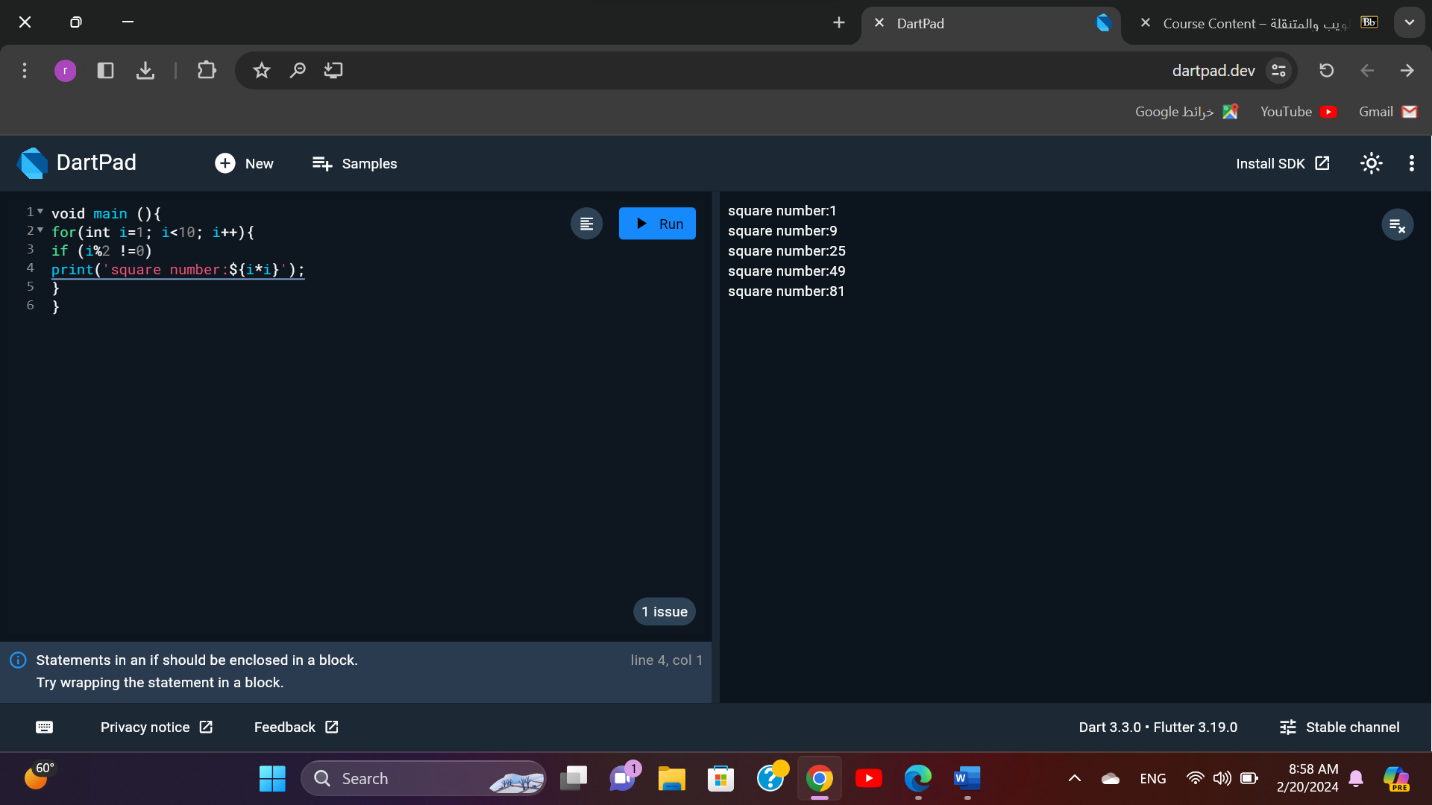 DartPad
Course Content – ويب والمتنقلة
Bb
r
dartpad.dev
خرائط Google
YouTube
Gmail
DartPad
New
Samples
Install SDK
1 void main (){
2 for(int i=1; i<10; i++){
3 if (i%2 !=0)
4 print('square number:${i*i}');
5 }
6 }
Run
1 issue
Statements in an if should be enclosed in a block.
line 4, col 1
Try wrapping the statement in a block.
square number:1
square number:9
square number:25
square number:49
square number:81
Privacy notice
Feedback
Dart 3.3.0 • Flutter 3.19.0
Stable channel
60°
Search
1
W
ENG
8:58 AM
2/20/2024
PRE